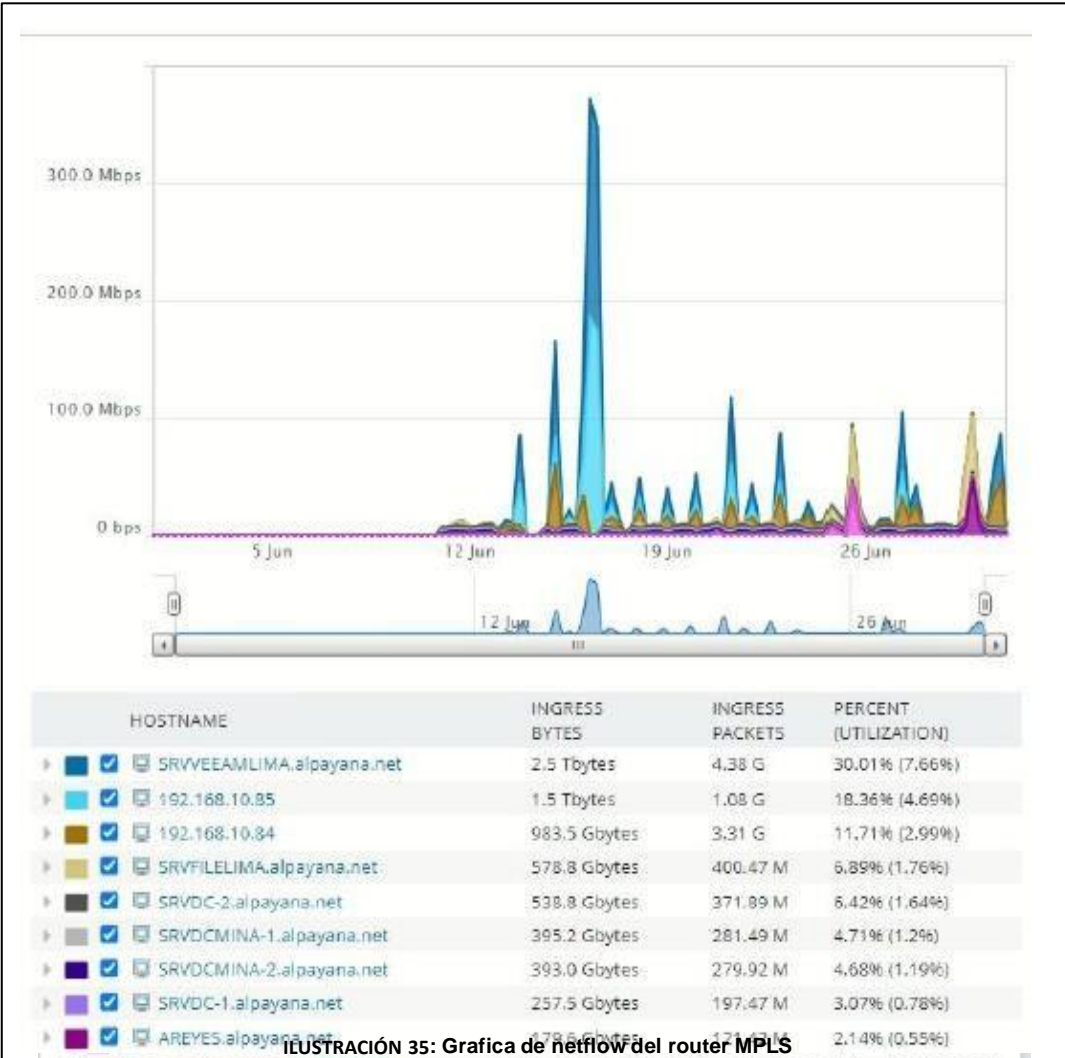 300.0 Mbps
200.0 Mbps
100.0 Mbps
0 bps
5 Jun 12 Jun 19 Jun 26 Jun
12 Jun 26 Jun
HOSTNAME INGRESS BYTES INGRESS PACKETS PERCENT (UTILIZATION)
SRVVEEAMLIMA.alpayana.net 2.5 Tbytes 4.38 G 30.01% (7.66%)
192.168.10.85 1.5 Tbytes 1.08 G 18.36% (4.69%)
192.168.10.84 983.5 Gbytes 3.31 G 11.71% (2.99%)
SRVFILELIMA.alpayana.net 578.8 Gbytes 400.47 M 6.89% (1.76%)
SRVDC-2.alpayana.net 538.8 Gbytes 371.89 M 6.42% (1.64%)
SRVDCMINA-1.alpayana.net 395.2 Gbytes 281.49 M 4.71% (1.2%)
SRVDCMINA-2.alpayana.net 393.0 Gbytes 279.92 M 4.68% (1.19%)
SRVDC-1.alpayana.net 257.5 Gbytes 197.47 M 3.07% (0.78%)
AREYES.alpayana.net 179.6 Gbytes 2.14% (0.55%)
ILUSTRACIÓN 35: Grafica de netflow del router MPLS